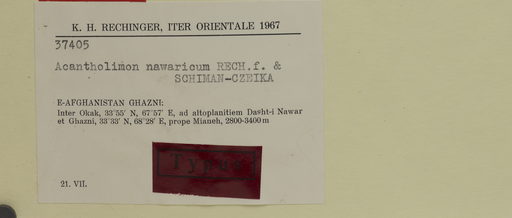 K. H. RECHINGER, ITER ORIENTALE 1967
37405
Acantholimon nawaricum RECH.f. &
SCHIMAN-CZEIKA
E-AFGHANISTAN GHAZNI:
Inter Okak, 33°55' N, 67°57' E, ad altoplanitiem Dasht-i Nawar
et Ghazni, 33°33' N, 68°28' E, prope Mianeh, 2800-3400 m
Typus
21. VII.